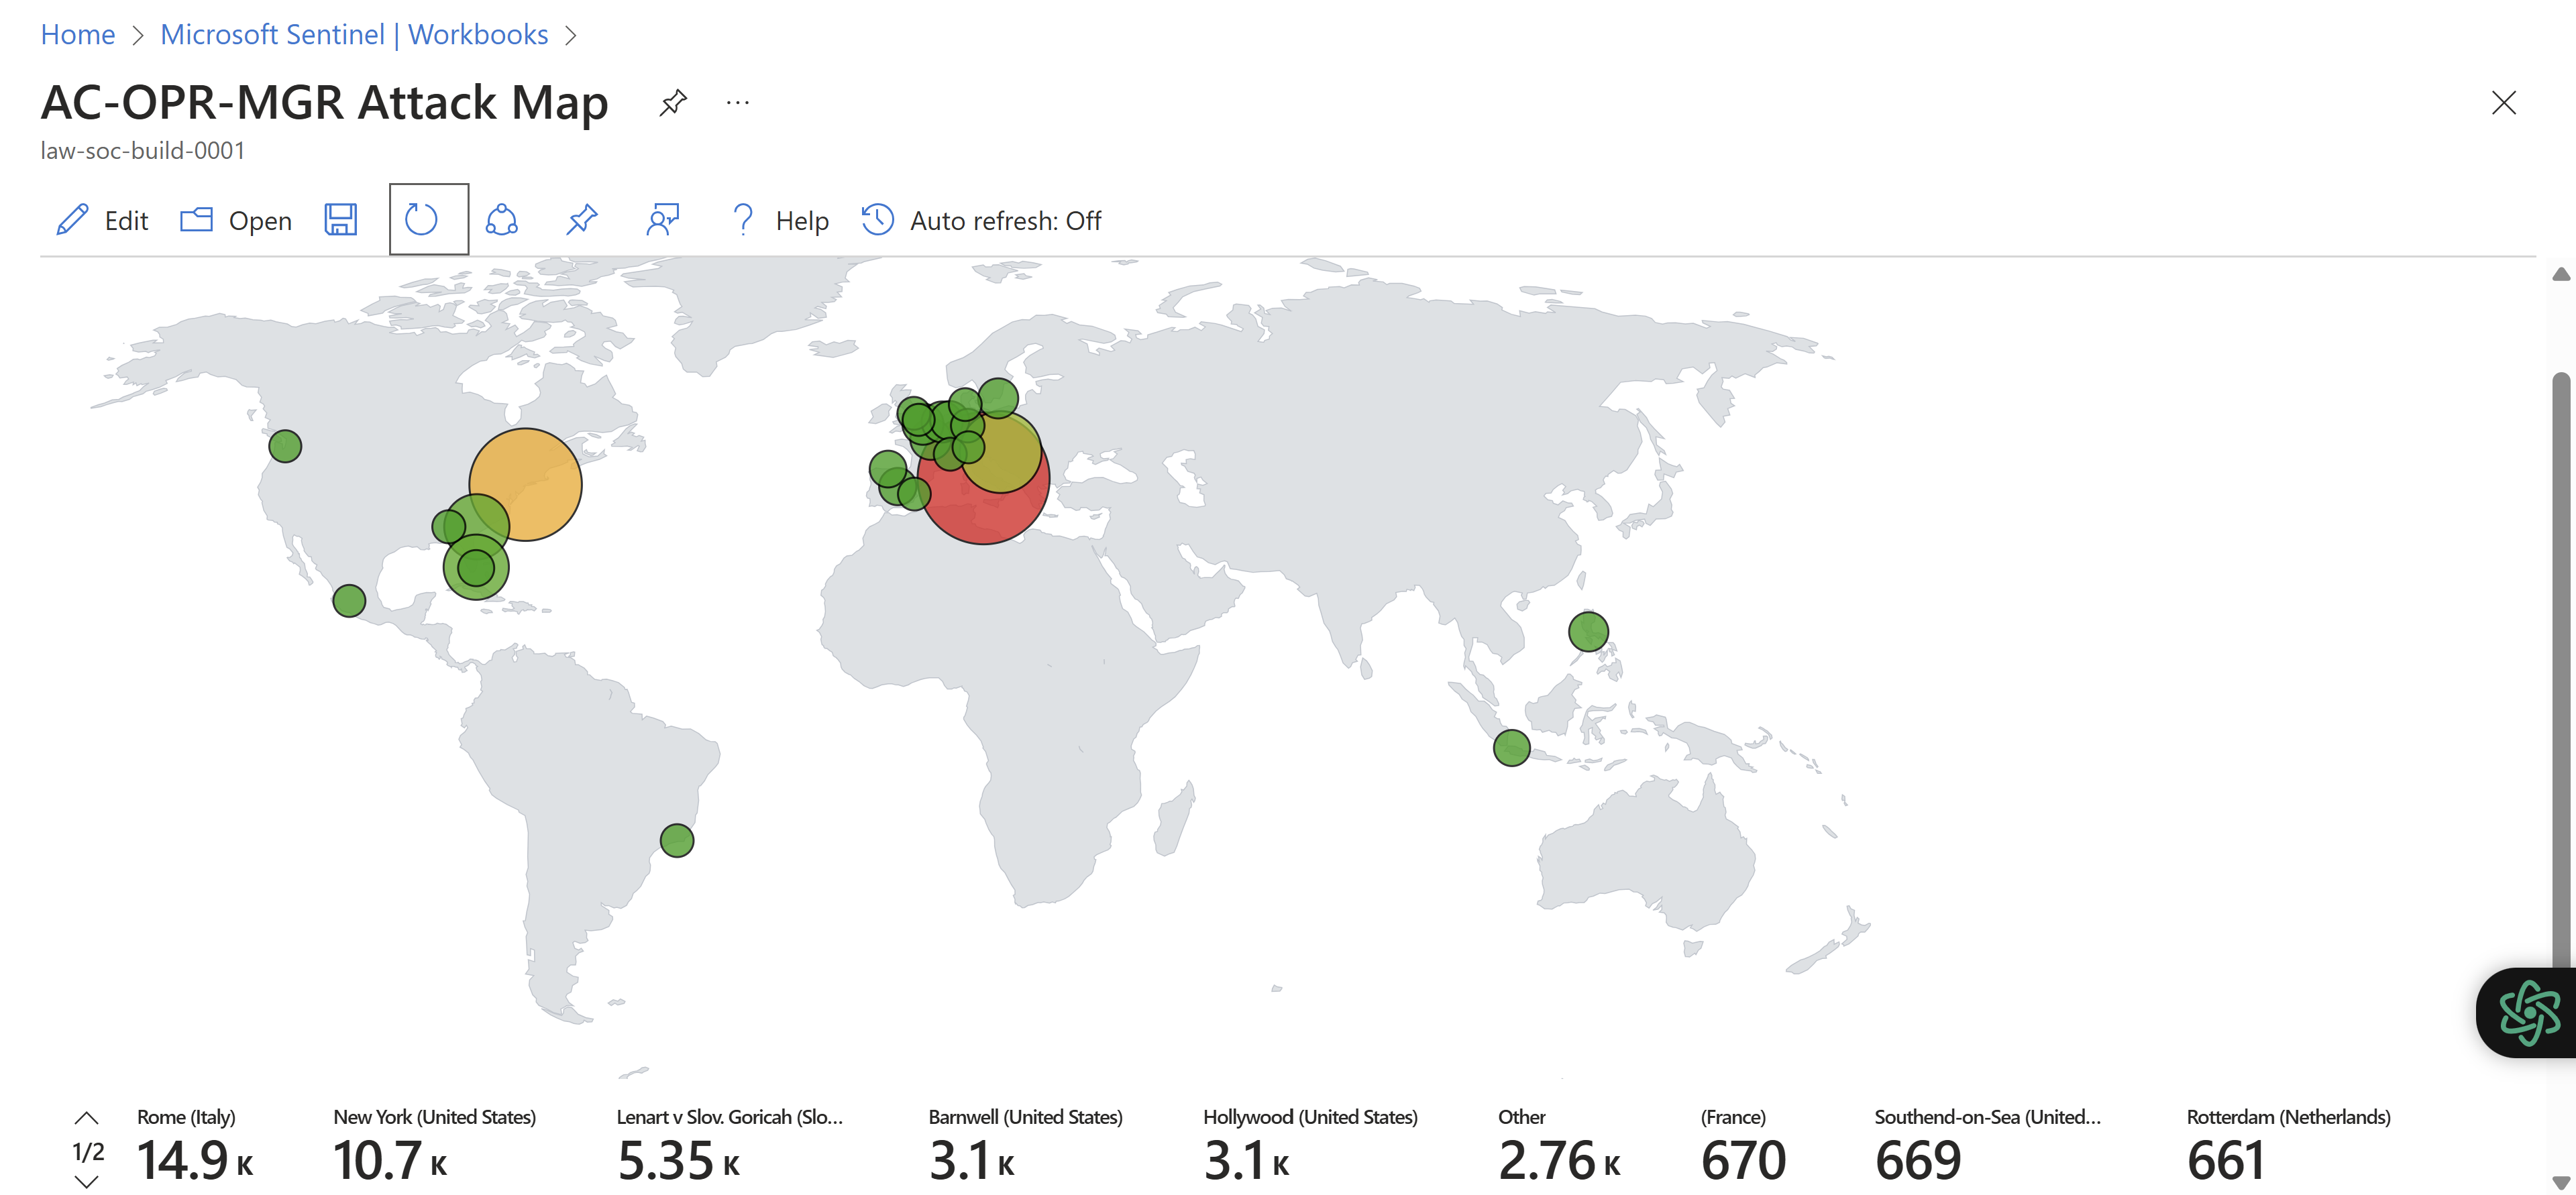 Home > Microsoft Sentinel | Workbooks >
AC-OPR-MGR Attack Map ...
law-soc-build-0001
Edit Open Help Auto refresh: Off
Rome (Italy) New York (United States) Lenart v Slov. Goricah (Slo... Barnwell (United States) Hollywood (United States) Other (France) Southend-on-Sea (United... Rotterdam (Netherlands)
1/2 14.9 K 10.7 K 5.35 K 3.1 K 3.1 K 2.76 K 670 669 661